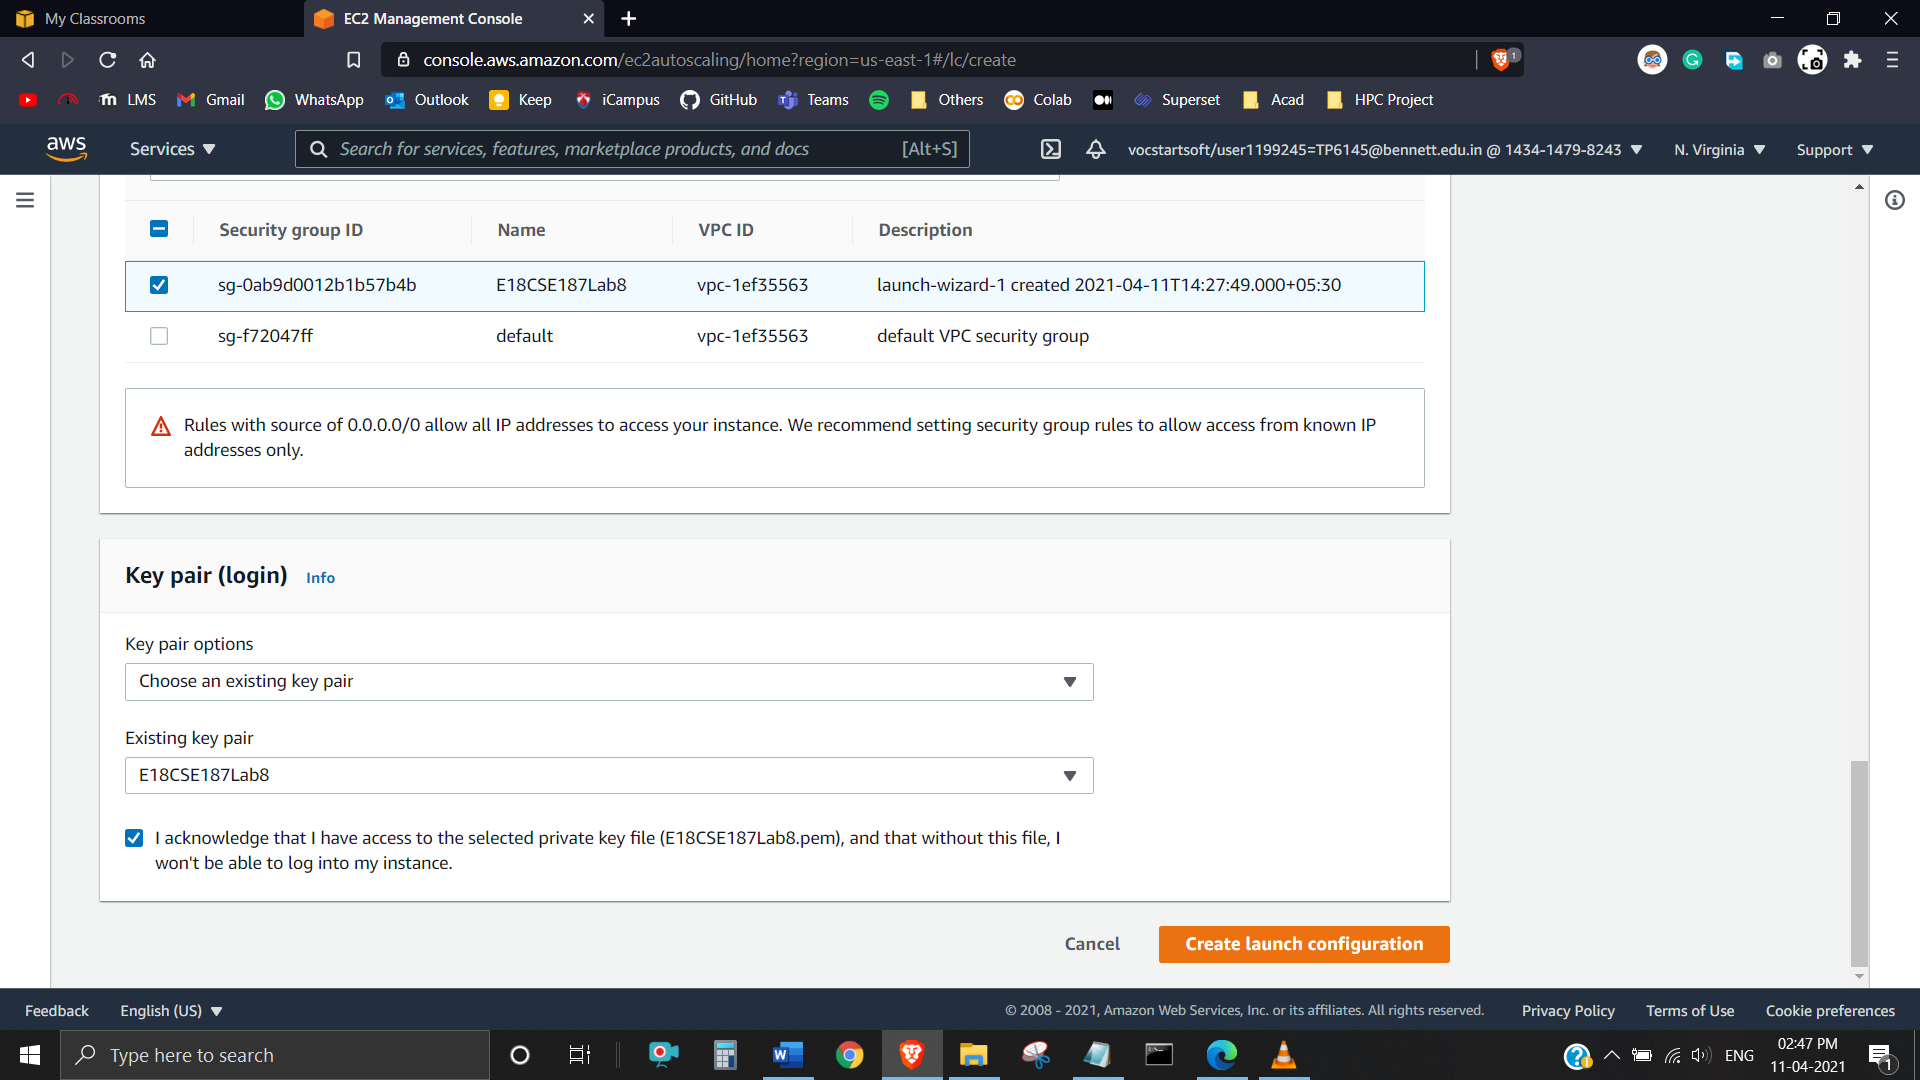 My Classrooms
EC2 Management Console
console.aws.amazon.com/ec2autoscaling/home?region=us-east-1#/lc/create
1
LMS
Gmail
WhatsApp
Outlook
Keep
iCampus
GitHub
Teams
Others
Colab
Superset
Acad
HPC Project
aws
Services
Search for services, features, marketplace products, and docs
[Alt+S]
vocstartsoft/user1199245=TP6145@bennett.edu.in @ 1434-1479-8243
N. Virginia
Support
Security group ID
Name
VPC ID
Description
sg-0ab9d0012b1b57b4b
E18CSE187Lab8
vpc-1ef35563
launch-wizard-1 created 2021-04-11T14:27:49.000+05:30
sg-f72047ff
default
vpc-1ef35563
default VPC security group
Rules with source of 0.0.0.0/0 allow all IP addresses to access your instance. We recommend setting security group rules to allow access from known IP
addresses only.
Key pair (login)
Info
Key pair options
Choose an existing key pair
Existing key pair
E18CSE187Lab8
I acknowledge that I have access to the selected private key file (E18CSE187Lab8.pem), and that without this file, I
won't be able to log into my instance.
Cancel
Create launch configuration
Feedback
English (US)
© 2008 - 2021, Amazon Web Services, Inc. or its affiliates. All rights reserved.
Privacy Policy
Terms of Use
Cookie preferences
Type here to search
ENG
02:47 PM
11-04-2021
1